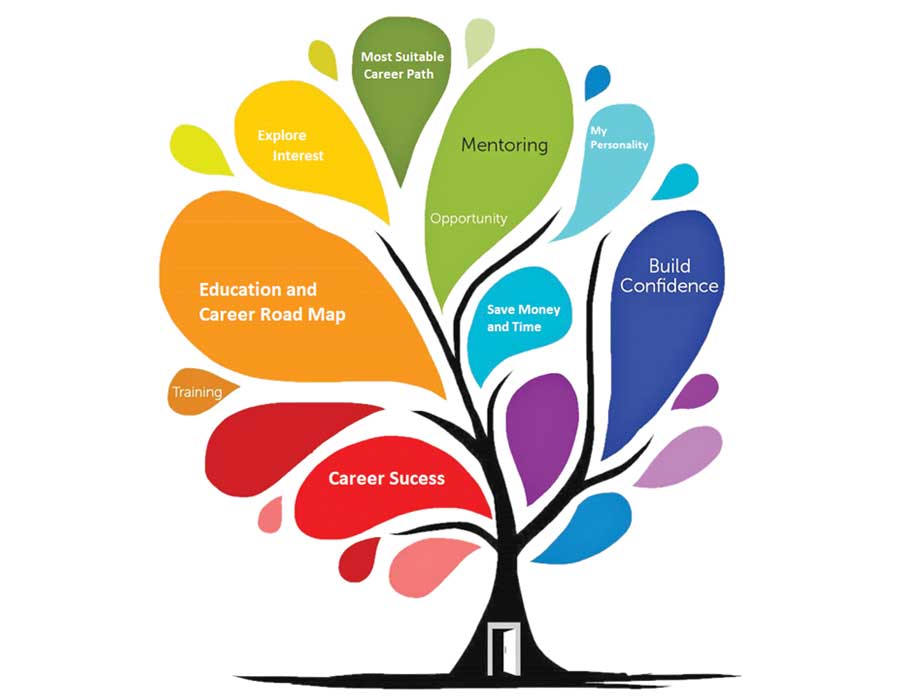 Most Suitable
Career Path
Explore
Interest
Mentoring
My
Personality
Opportunity
Build
Confidence
Education and
Career Road Map
Save Money
and Time
Training
Career Sucess